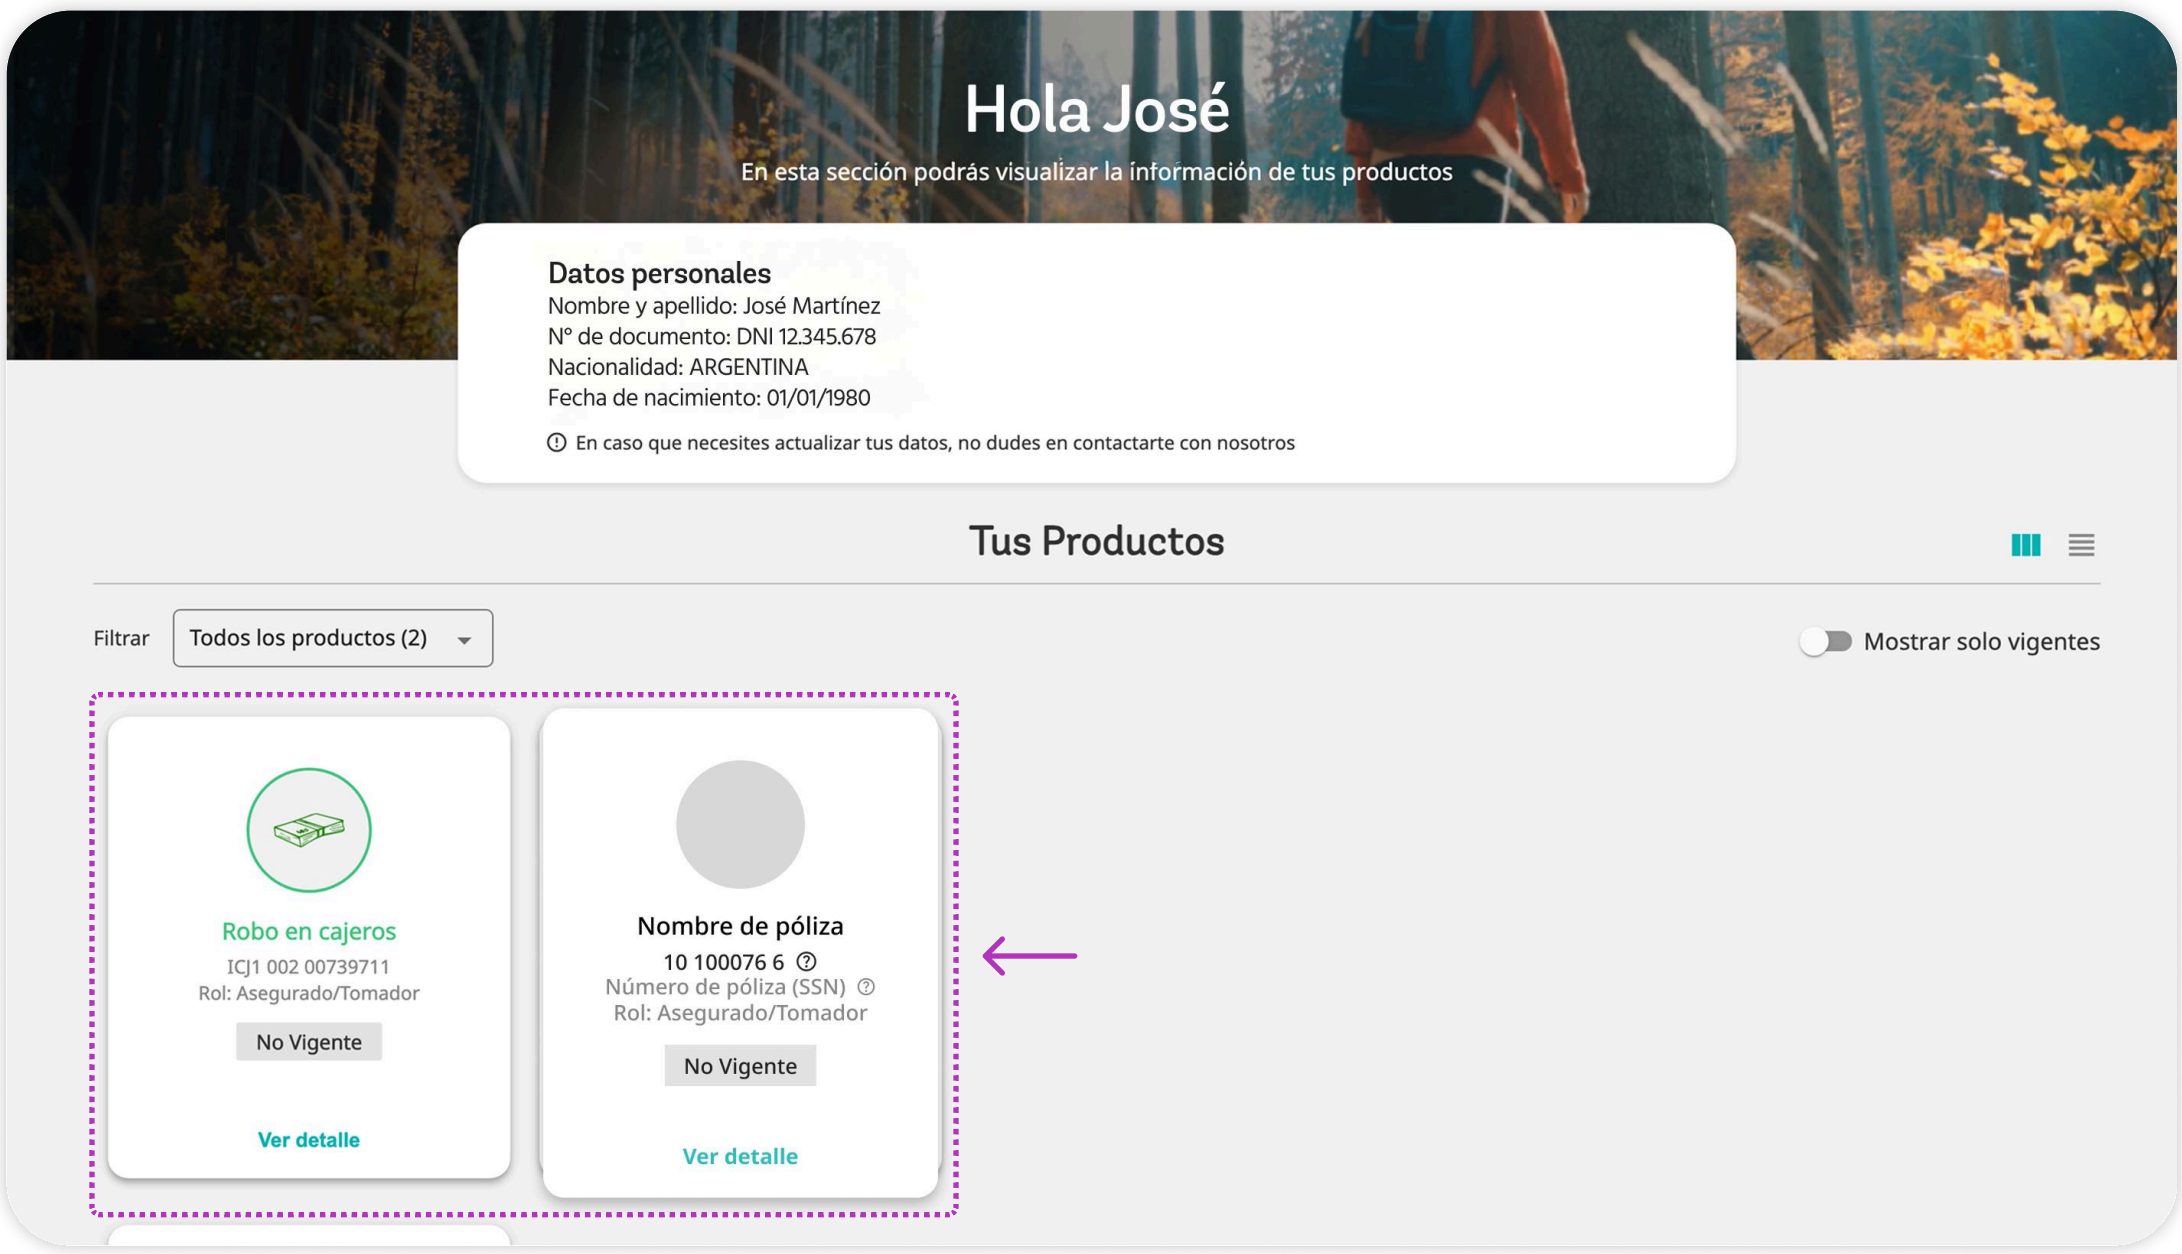 Hola José
En esta sección podrás visualizar la información de tus productos
Datos personales
Nombre y apellido: José Martínez
N° de documento: DNI 12.345.678
Nacionalidad: ARGENTINA
Fecha de nacimiento: 01/01/1980
En caso que necesites actualizar tus datos, no dudes en contactarte con nosotros
Tus Productos
Filtrar
Todos los productos (2)
Mostrar solo vigentes
Robo en cajeros
ICJ1 002 00739711
Rol: Asegurado/Tomador
No Vigente
Ver detalle
Nombre de póliza
10 100076 6
Número de póliza (SSN)
Rol: Asegurado/Tomador
No Vigente
Ver detalle